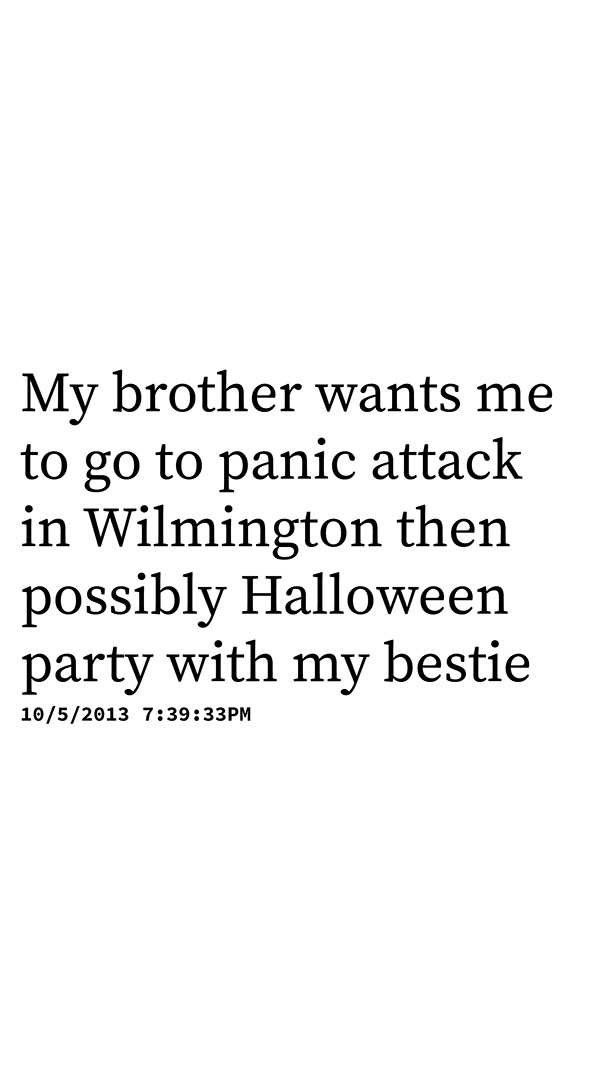 My brother wants me
to go to panic attack
in Wilmington then
possibly Halloween
party with my bestie
10/5/2013 7:39:33PM